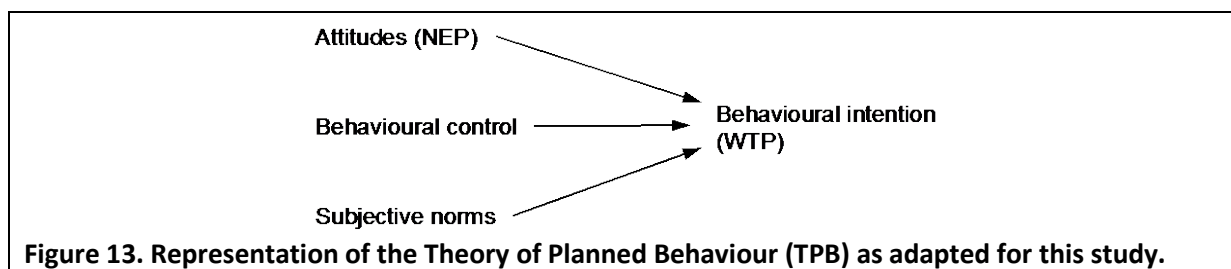 Attitudes (NEP)
Behavioural control
Behavioural intention
(WTP)
Subjective norms
Figure 13. Representation of the Theory of Planned Behaviour (TPB) as adapted for this study.